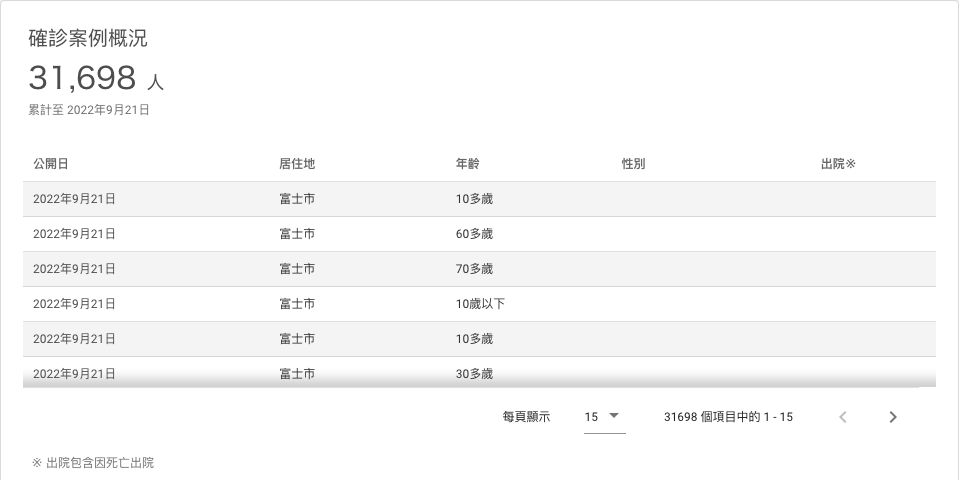 確診案例概況
31,698 人
累計至 2022年9月21日
公開日 居住地 年齡 性別 出院※
2022年9月21日 富士市 10多歲
2022年9月21日 富士市 60多歲
2022年9月21日 富士市 70多歲
2022年9月21日 富士市 10歲以下
2022年9月21日 富士市 10多歲
2022年9月21日 富士市 30多歲
每頁顯示 15 31698 個項目中的 1 - 15
※ 出院包含因死亡出院